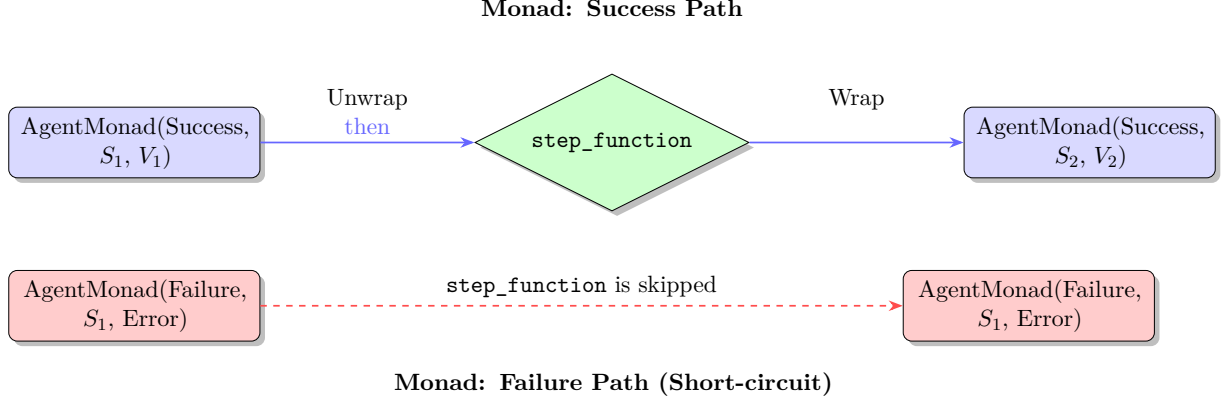 Monad: Success Path
Unwrap
then
Wrap
AgentMonad(Success,
S₁, V₁)
step_function
AgentMonad(Success,
S₂, V₂)
step_function is skipped
AgentMonad(Failure,
S₁, Error)
AgentMonad(Failure,
S₁, Error)
Monad: Failure Path (Short-circuit)